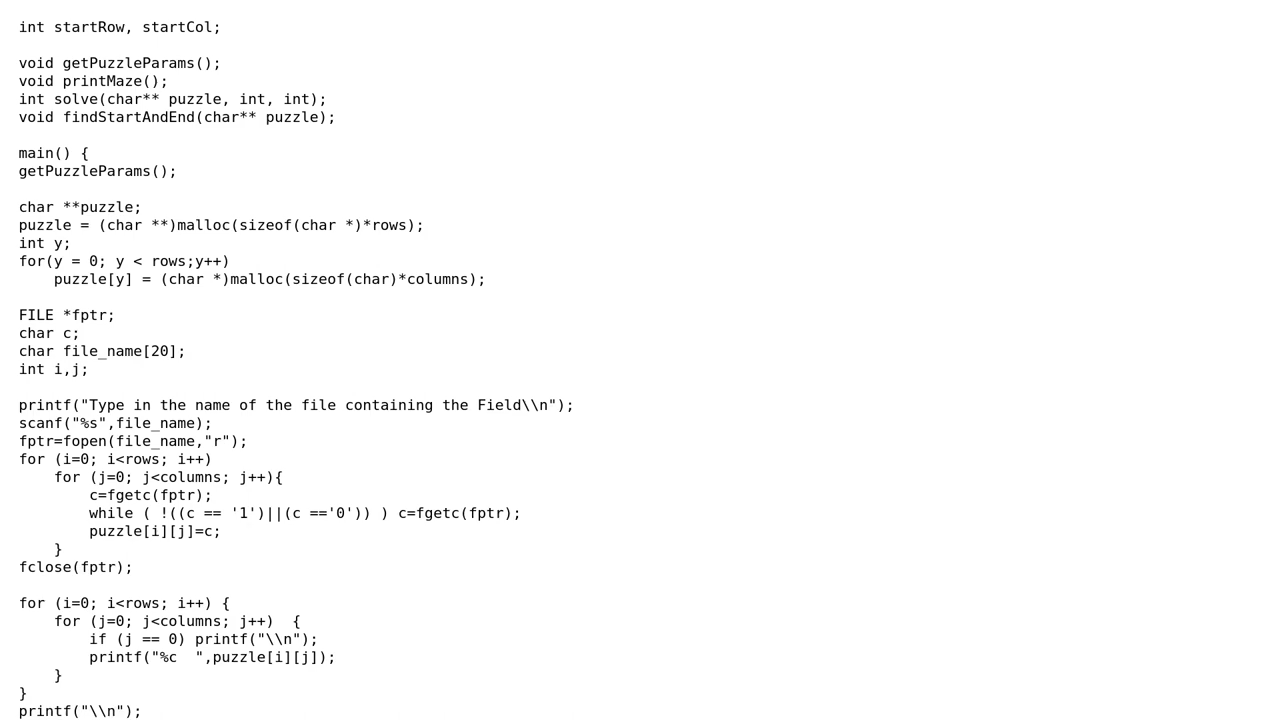 int startRow, startCol;

void getPuzzleParams();
void printMaze();
int solve(char** puzzle, int, int);
void findStartAndEnd(char** puzzle);

main() {
getPuzzleParams();

char **puzzle;
puzzle = (char **)malloc(sizeof(char *)*rows);
int y;
for(y = 0; y < rows;y++)
    puzzle[y] = (char *)malloc(sizeof(char)*columns);

FILE *fptr;
char c;
char file_name[20];
int i,j;

printf("Type in the name of the file containing the Field\\n");
scanf("%s",file_name);
fptr=fopen(file_name,"r");
for (i=0; i<rows; i++)
    for (j=0; j<columns; j++){
        c=fgetc(fptr);
        while ( !((c == '1')||(c =='0')) ) c=fgetc(fptr);
        puzzle[i][j]=c;
    }
fclose(fptr);

for (i=0; i<rows; i++) {
    for (j=0; j<columns; j++)  {
        if (j == 0) printf("\\n");
        printf("%c  ",puzzle[i][j]);
    }
}
printf("\\n");